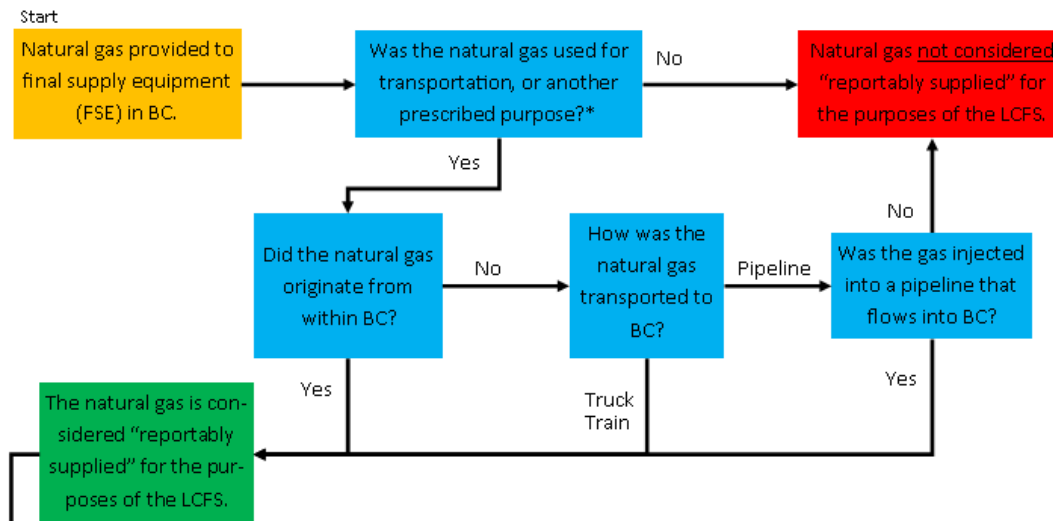 Start
Natural gas provided to
final supply equipment
(FSE) in BC.
Was the natural gas used for
transportation, or another
prescribed purpose?*
No
Natural gas not considered
“reportably supplied” for
the purposes of the LCFS.
Yes
No
Did the natural gas
originate from
within BC?
No
How was the
natural gas
transported to
BC?
Pipeline
Was the gas injected
into a pipeline that
flows into BC?
Yes
Truck
Train
Yes
The natural gas is con-
sidered “reportably
supplied” for the pur-
poses of the LCFS.